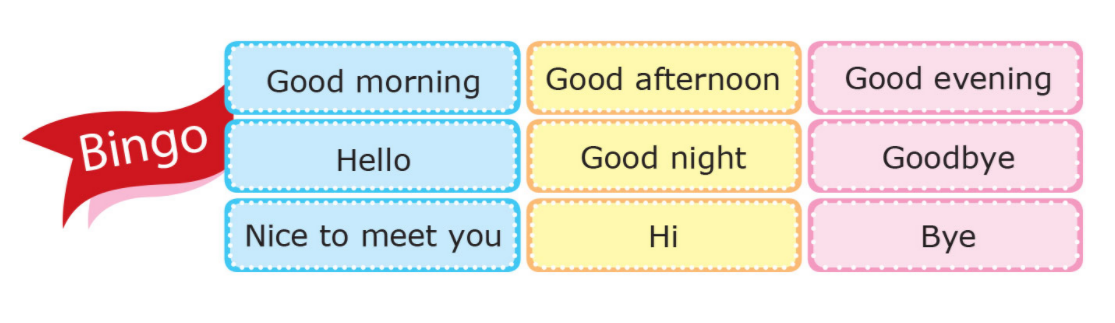 Bingo
Good morning Good afternoon Good evening
Hello Good night Goodbye
Nice to meet you Hi Bye